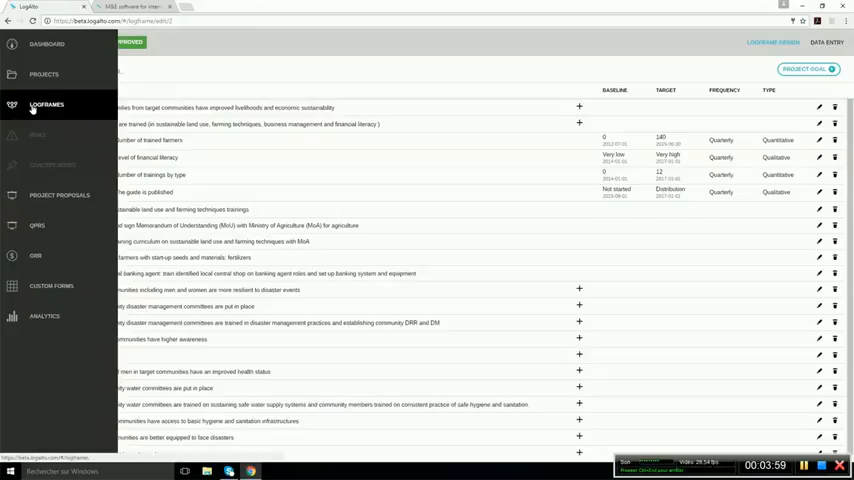 LogAlto
M&E software for inter
https://beta.logalto.com/#/logframe/edit/2
DASHBOARD
PROVED
LOGFRAME DESIGN DATA ENTRY
PROJECTS
PROJECT GOAL
BASELINE TARGET FREQUENCY TYPE
LOGFRAMES
ies from target communities have improved livelihoods and economic sustainability
are trained (in sustainable land use, farming techniques, business management and financial literacy )
RISKS
umber of trained farmers 0 140 Quarterly Quantitative
2012-07-01
evel of financial literacy Very low Very high Quarterly Qualitative
2014-01-01 2017-01-01
umber of trainings by type 0 12 Quarterly Quantitative
2014-01-01 2017-01-01
PROJECT PROPOSALS
he guide is published Not started Distribution Quarterly Qualitative
2015-09-01 2017-01-01
stainable land use and farming techniques trainings
QPRS
d sign Memorandum of Understanding (MoU) with Ministry of Agriculture (MoA) for agriculture
ining curriculum on sustainable land use and farming techniques with MoA
GRR
farmers with start-up seeds and materials; fertilizers
al banking agent: train identified local central shop on banking agent roles and set up banking system and equipment
CUSTOM FORMS
munities including men and women are more resilient to disaster events
ity disaster management committees are put in place
ANALYTICS
ity disaster management committees are trained in disaster management practices and establishing community DRR and DM
ommunities have higher awareness
d men in target communities have an improved health status
ity water committees are put in place
ity water committees are trained on sustaining safe water supply systems and community members trained on consistent practice of safe hygiene and sanitation.
ommunities have access to basic hygiene and sanitation infrastructures
munities are better equipped to face disasters
https://beta.logalto.com/#/logframes
Rechercher sur Windows
Son
Video: 28,54 fps.
00:03:59